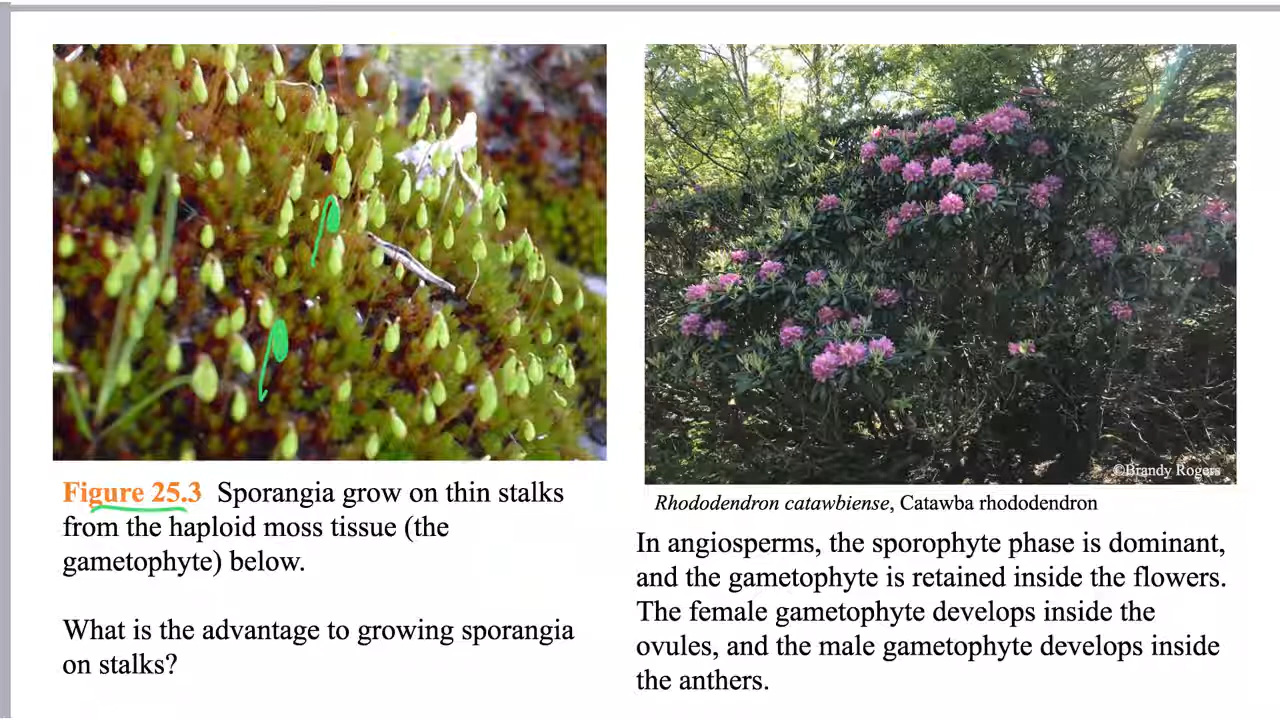 Figure 25.3 Sporangia grow on thin stalks
from the haploid moss tissue (the
gametophyte) below.
What is the advantage to growing sporangia
on stalks?
©Brandy Rogers
Rhododendron catawbiense, Catawba rhododendron
In angiosperms, the sporophyte phase is dominant,
and the gametophyte is retained inside the flowers.
The female gametophyte develops inside the
ovules, and the male gametophyte develops inside
the anthers.